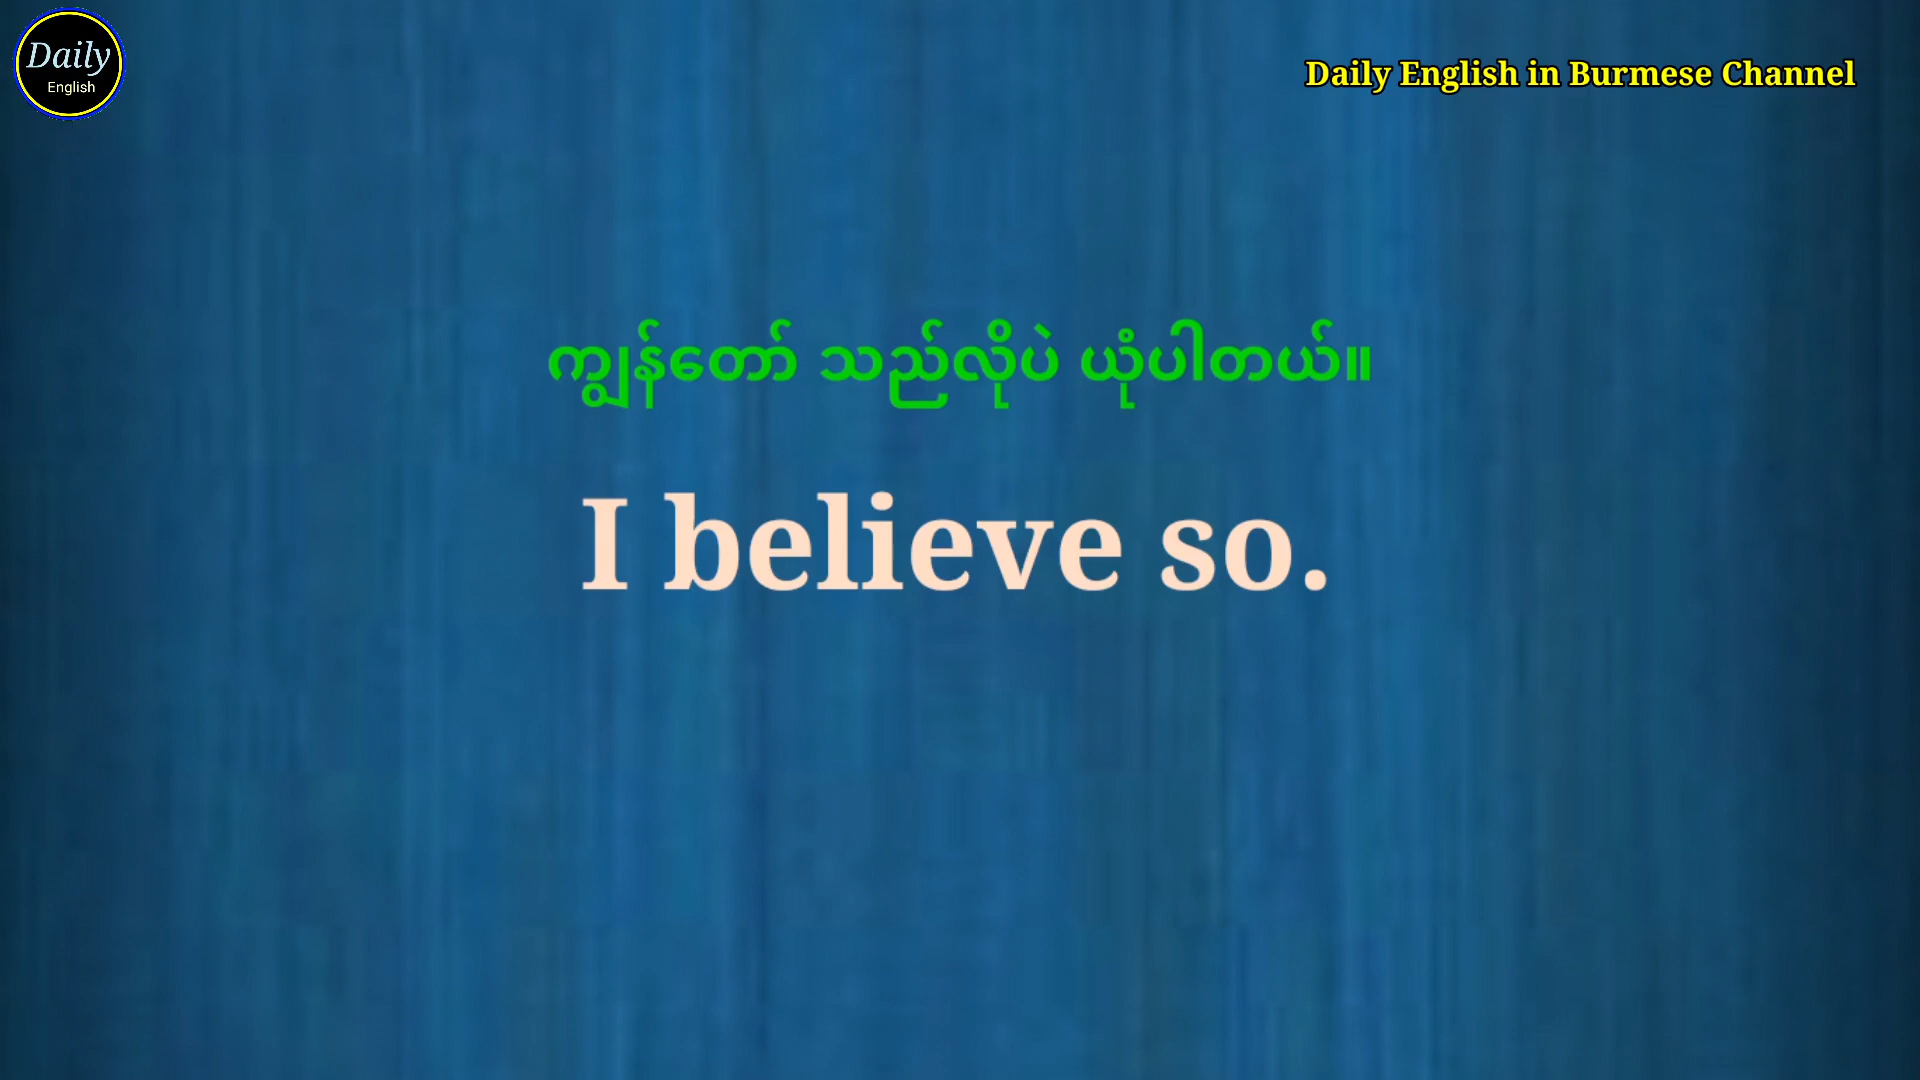 Daily
English
Daily English in Burmese Channel
ကျွန်တော် သည်လိုပဲ ယုံပါတယ်။
I believe so.